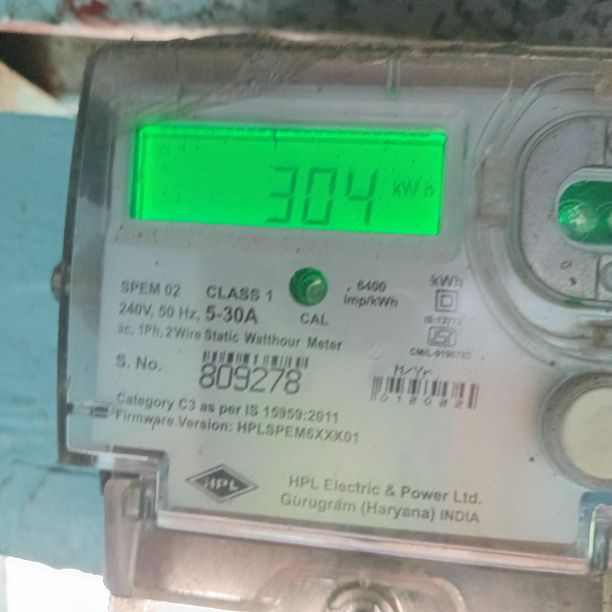 304 kWh
SPEM 02 CLASS 1
240V, 50 Hz, 5-30A
ac, 1Ph, 2Wire Static Watthour Meter
CAL
. 6400
imp/kWh
kWh
S. No.
809278
M/Yr.
012022
Category C3 as per IS 15959:2011
Firmware Version: HPLSPEM6XXX01
HPL
HPL Electric & Power Ltd.
Gurugram (Haryana) INDIA